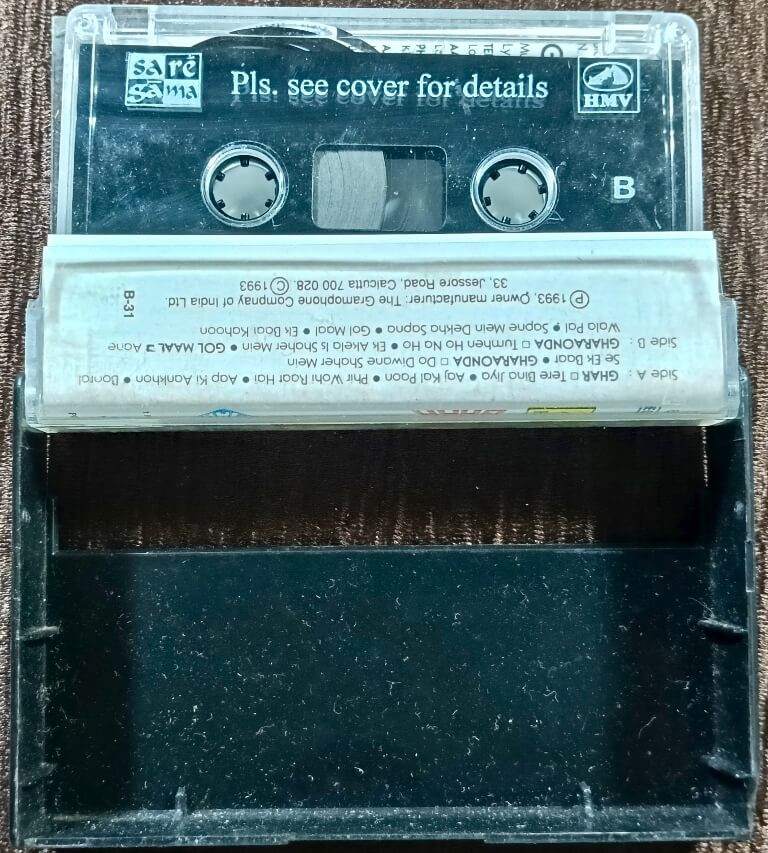 sa rē
ga ma
Pls. see cover for details
HMV
B
Side A : GHAR □ Tere Bina Jiya • Aaj Kal Paon • Phir Wohi Raat Hai • Aap Ki Aankhon •
Se Ek Baar • GHARAONDA □ Do Diwane Shaher Mein
Side B : GHARAONDA □ Tumhen Ho Na Ho • Ek Akela Is Shaher Mein • GOL MAAL □ Aane
Wala Pal • Sapne Mein Dekha Sapna • Gol Maal • Ek Baat Kahoon
Ⓟ 1993, Owner manufacturer: The Gramophone Compnay of India Ltd.
33, Jessore Road, Calcutta 700 028. Ⓒ 1993
B-31